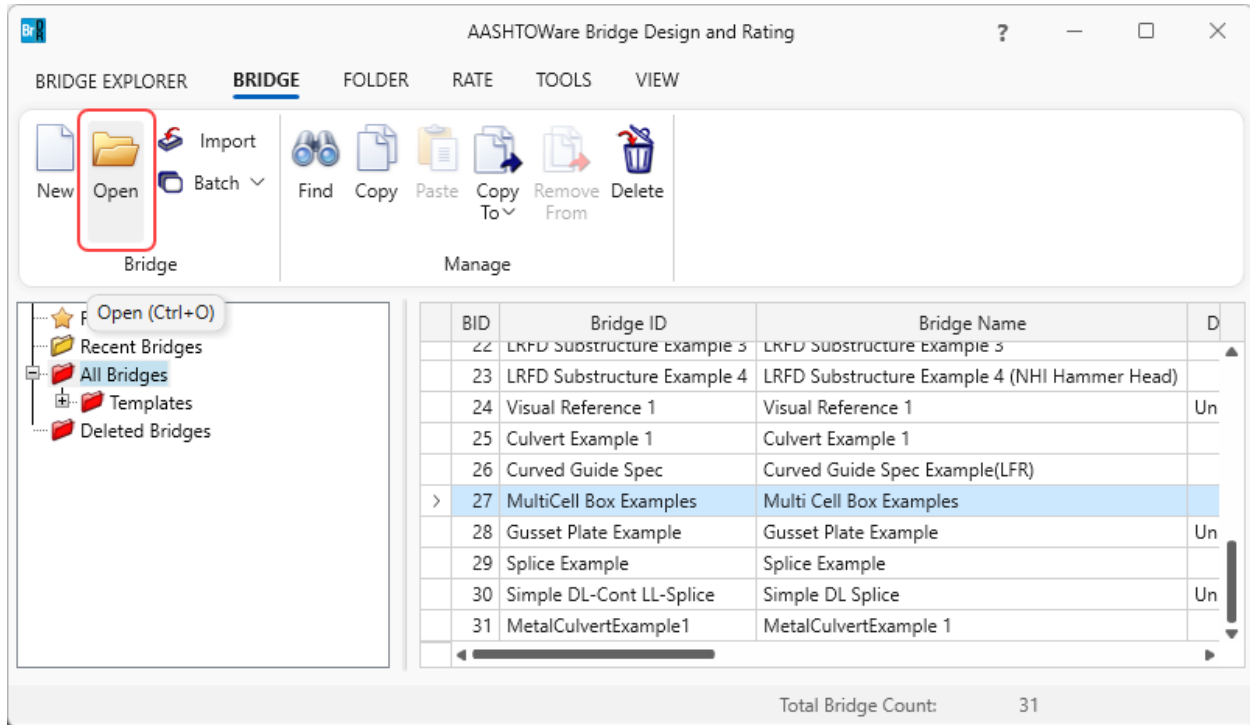 Br DR AASHTOWare Bridge Design and Rating ?
BRIDGE EXPLORER BRIDGE FOLDER RATE TOOLS VIEW
New Open Import Batch Find Copy Paste Copy To Remove From Delete
Bridge Manage
Open (Ctrl+O)
Recent Bridges
All Bridges
Templates
Deleted Bridges
BID Bridge ID Bridge Name D
22 LRFD Substructure Example 3 LRFD Substructure Example 3
23 LRFD Substructure Example 4 LRFD Substructure Example 4 (NHI Hammer Head)
24 Visual Reference 1 Visual Reference 1 Un
25 Culvert Example 1 Culvert Example 1
26 Curved Guide Spec Curved Guide Spec Example(LFR)
27 MultiCell Box Examples Multi Cell Box Examples
28 Gusset Plate Example Gusset Plate Example Un
29 Splice Example Splice Example
30 Simple DL-Cont LL-Splice Simple DL Splice Un
31 MetalCulvertExample1 MetalCulvertExample 1
Total Bridge Count: 31